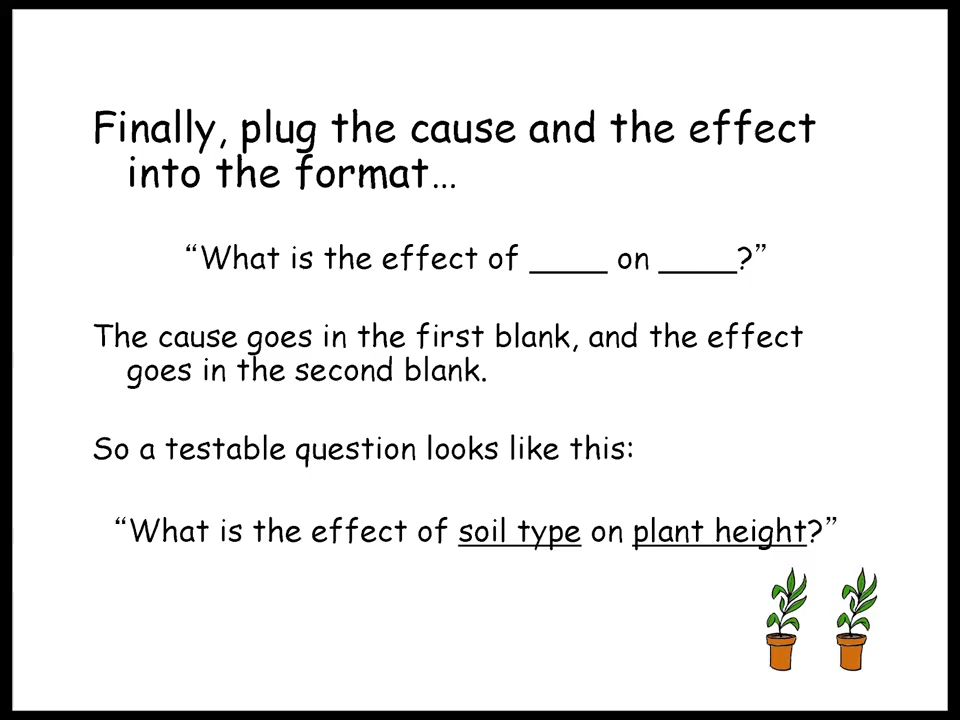 Finally, plug the cause and the effect
into the format…
“What is the effect of ____ on ____?”
The cause goes in the first blank, and the effect
goes in the second blank.
So a testable question looks like this:
“What is the effect of soil type on plant height?”